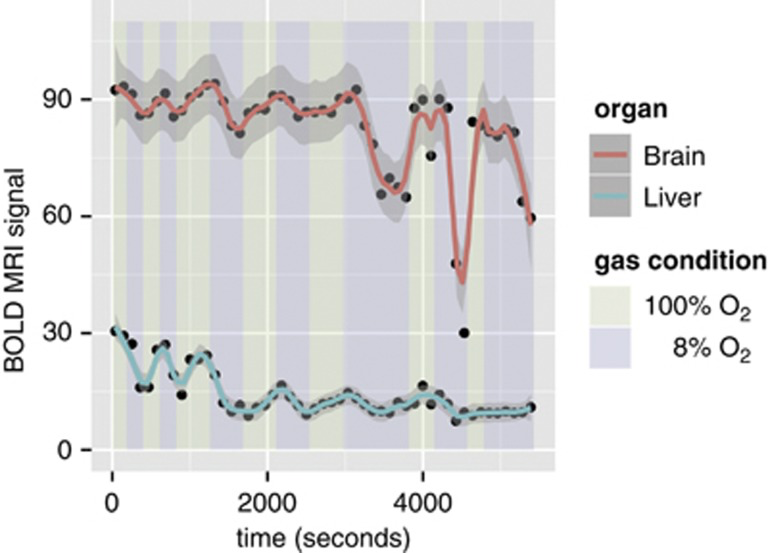 BOLD MRI signal
90
60
30
0
0 2000 4000
time (seconds)
organ
Brain
Liver
gas condition
100% O₂
8% O₂